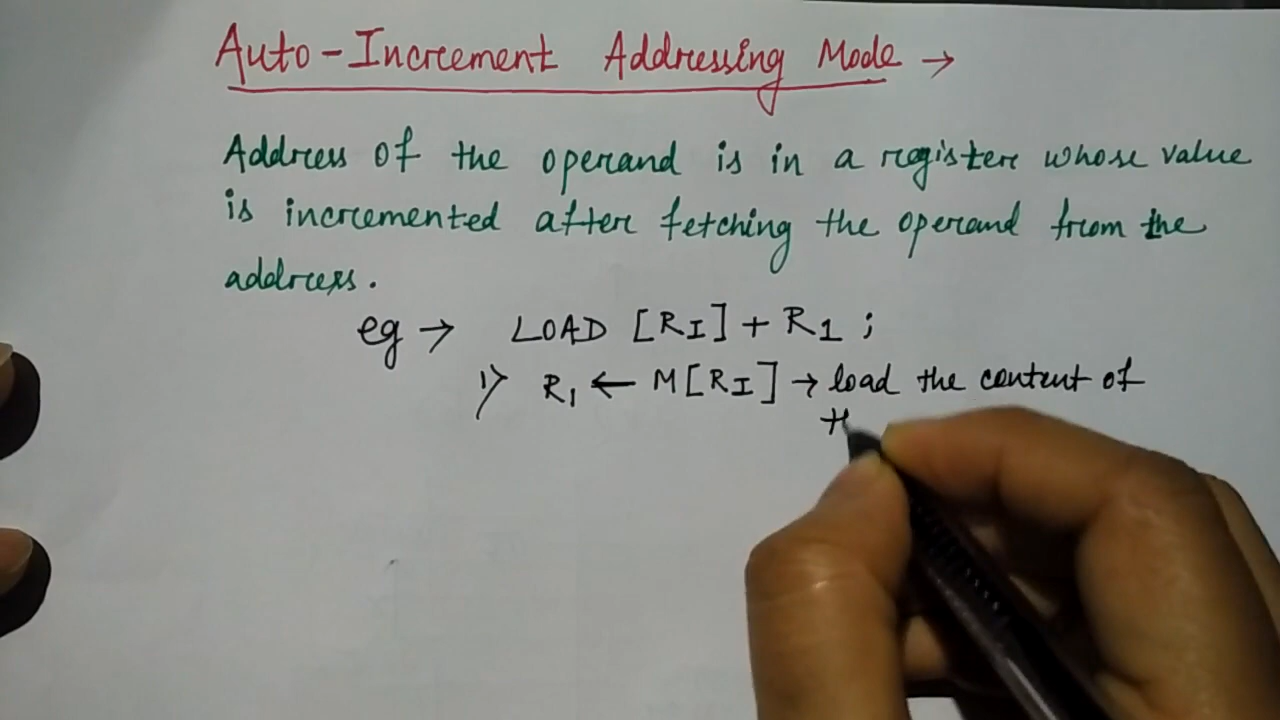 Auto-Increment Addressing Mode →
Address of the operand is in a register whose value
is incremented after fetching the operand from the
address.
eg → LOAD [RI] + R1 ;
1> R1 ← M[RI] → load the content of